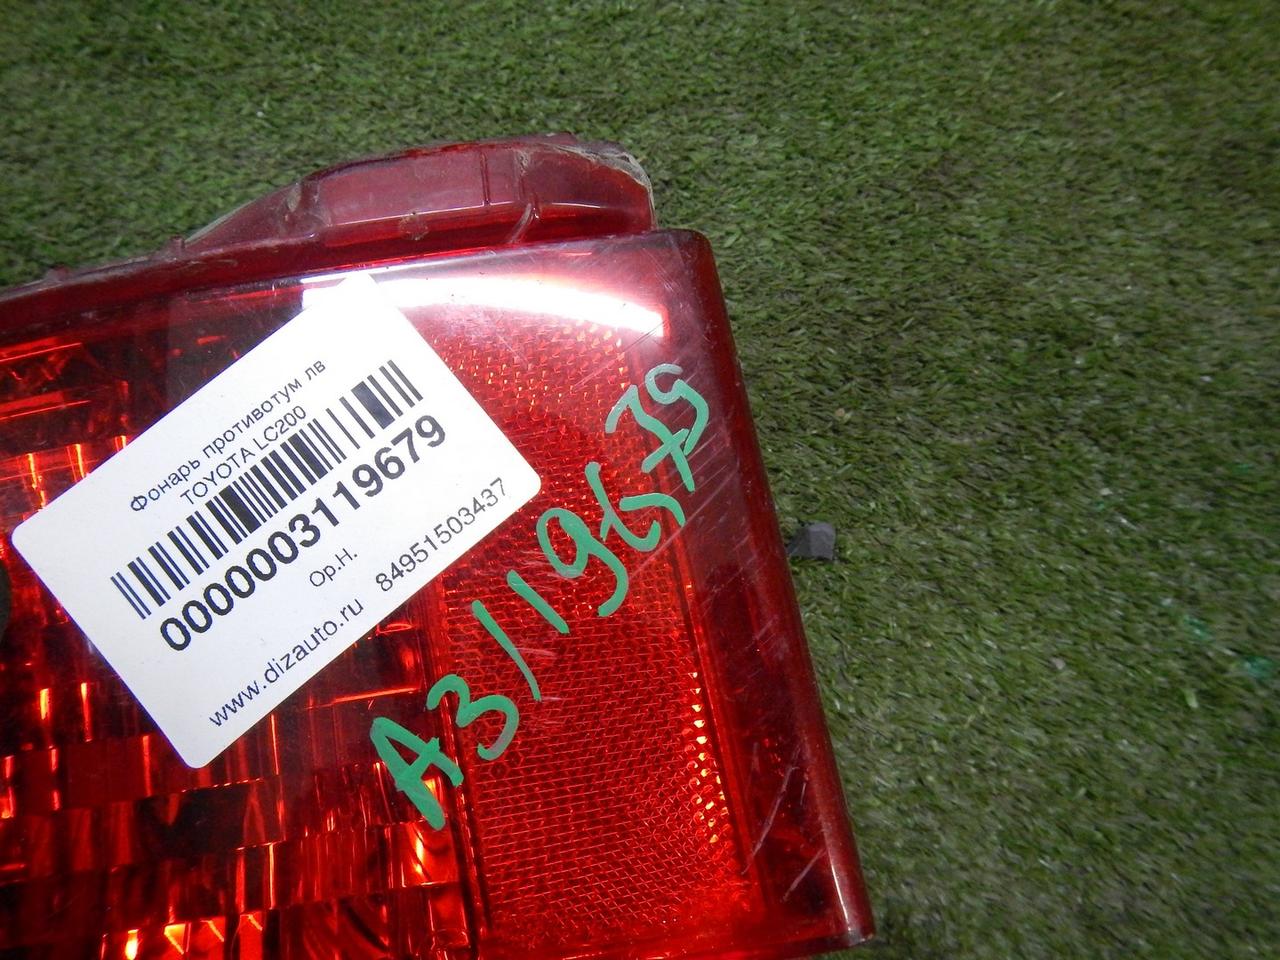 Фонарь противотум лв
TOYOTA LC200
0000003119679
Ор.Н.
www.dizauto.ru 84951503437
A3119679